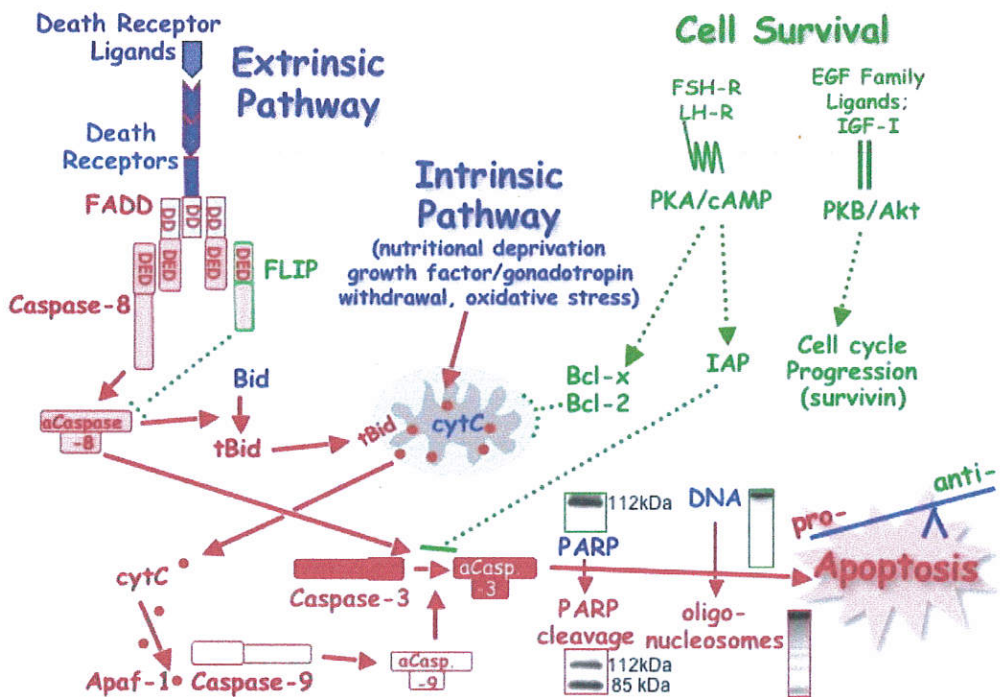 Death Receptor
Ligands
Extrinsic
Pathway
Death
Receptors
FADD
DD
DD
DD
DED
DED
DED
DED
FLIP
Caspase-8
aCaspase
-8
Bid
tBid
Intrinsic
Pathway
(nutritional deprivation
growth factor/gonadotropin
withdrawal, oxidative stress)
tBid
cytC
Cell Survival
FSH-R
LH-R
PKA/cAMP
EGF Family
Ligands;
IGF-I
PKB/Akt
Bcl-x
Bcl-2
IAP
Cell cycle
Progression
(survivin)
cytC
Apaf-1
Caspase-9
aCasp.
-9
Caspase-3
aCasp.
-3
112kDa
PARP
PARP
cleavage
112kDa
85 kDa
DNA
oligo-
nucleosomes
pro-
anti-
Apoptosis